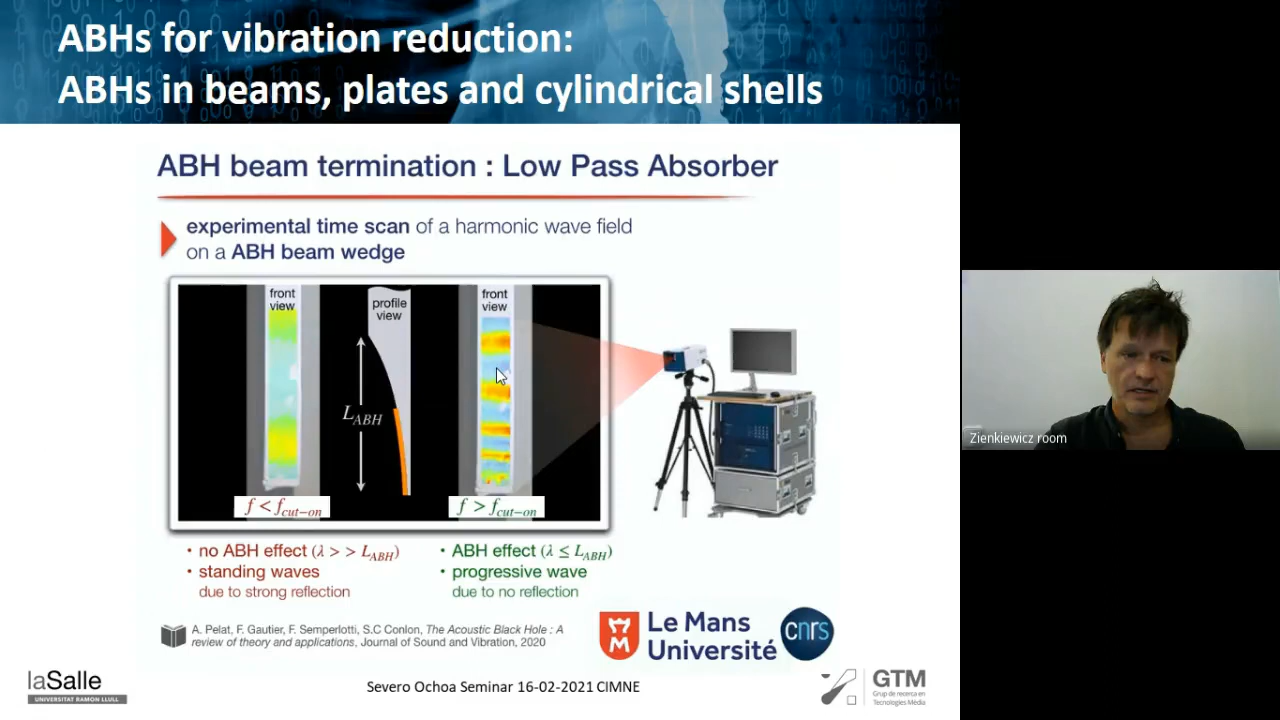 ABHs for vibration reduction:
ABHs in beams, plates and cylindrical shells
ABH beam termination : Low Pass Absorber
experimental time scan of a harmonic wave field
on a ABH beam wedge
front
view
profile
view
front
view
L_ABH
f < f_cut-on
f > f_cut-on
• no ABH effect (λ > > L_ABH)
• standing waves
due to strong reflection
• ABH effect (λ ≤ L_ABH)
• progressive wave
due to no reflection
A. Pelat, F. Gautier, F. Semperlotti, S.C Conlon, The Acoustic Black Hole : A
review of theory and applications, Journal of Sound and Vibration, 2020
Le Mans
Université
cnrs
laSalle
UNIVERSITAT RAMON LLULL
Severo Ochoa Seminar 16-02-2021 CIMNE
GTM
Grup de recerca en
Tecnologies Mèdia
Zienkiewicz room